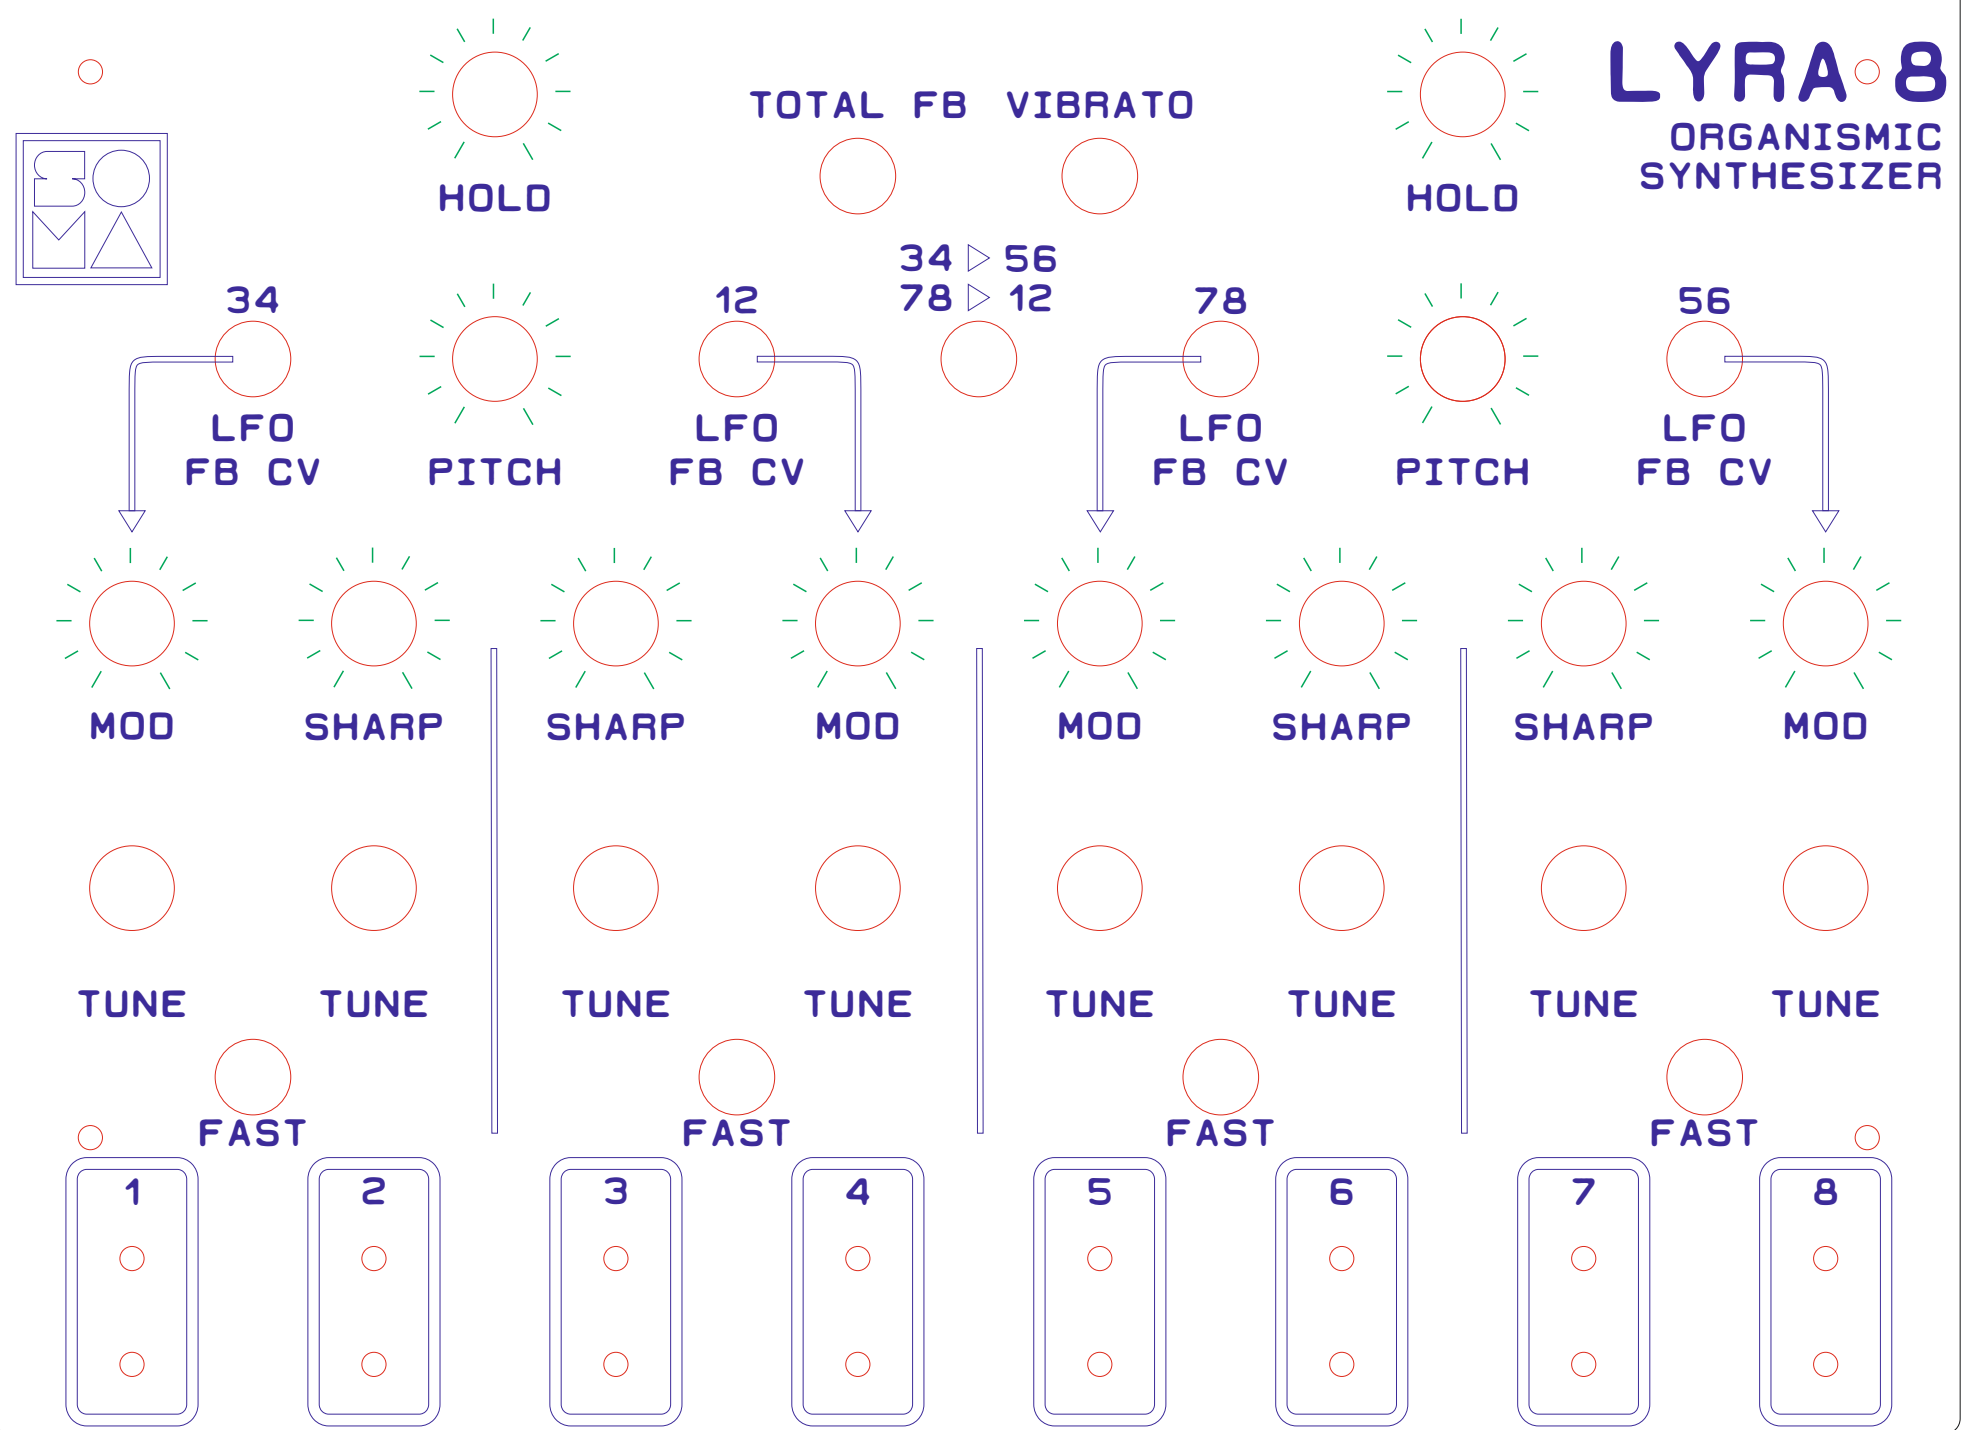 LYRA 8
ORGANISMIC
SYNTHESIZER
SOMA
TOTAL FB VIBRATO
HOLD HOLD
34 ▷ 56
78 ▷ 12
34 12 78 56
LFO LFO LFO LFO
FB CV PITCH FB CV FB CV PITCH FB CV
MOD SHARP SHARP MOD MOD SHARP SHARP MOD
TUNE TUNE TUNE TUNE TUNE TUNE TUNE TUNE
FAST FAST FAST FAST
1 2 3 4 5 6 7 8